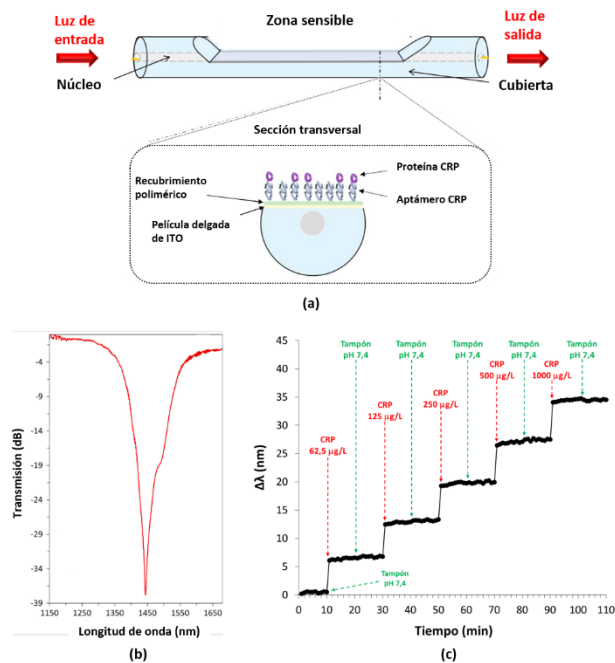 Luz de
entrada
Zona sensible
Luz de
salida
Núcleo
Cubierta
Sección transversal
Proteína CRP
Aptámero CRP
Recubrimiento
polimérico
Película delgada
de ITO
(a)
Transmisión (dB)
-4
-9
-14
-19
-24
-29
-34
-39
1150
1250
1350
1450
1550
1650
Longitud de onda (nm)
(b)
Δλ (nm)
45
40
35
30
25
20
15
10
5
0
Tampón
pH 7,4
Tampón
pH 7,4
Tampón
pH 7,4
Tampón
pH 7,4
Tampón
pH 7,4
CRP
62,5 µg/L
CRP
125 µg/L
CRP
250 µg/L
CRP
500 µg/L
CRP
1000 µg/L
Tampón
pH 7,4
0
10
20
30
40
50
60
70
80
90
100
110
Tiempo (min)
(c)